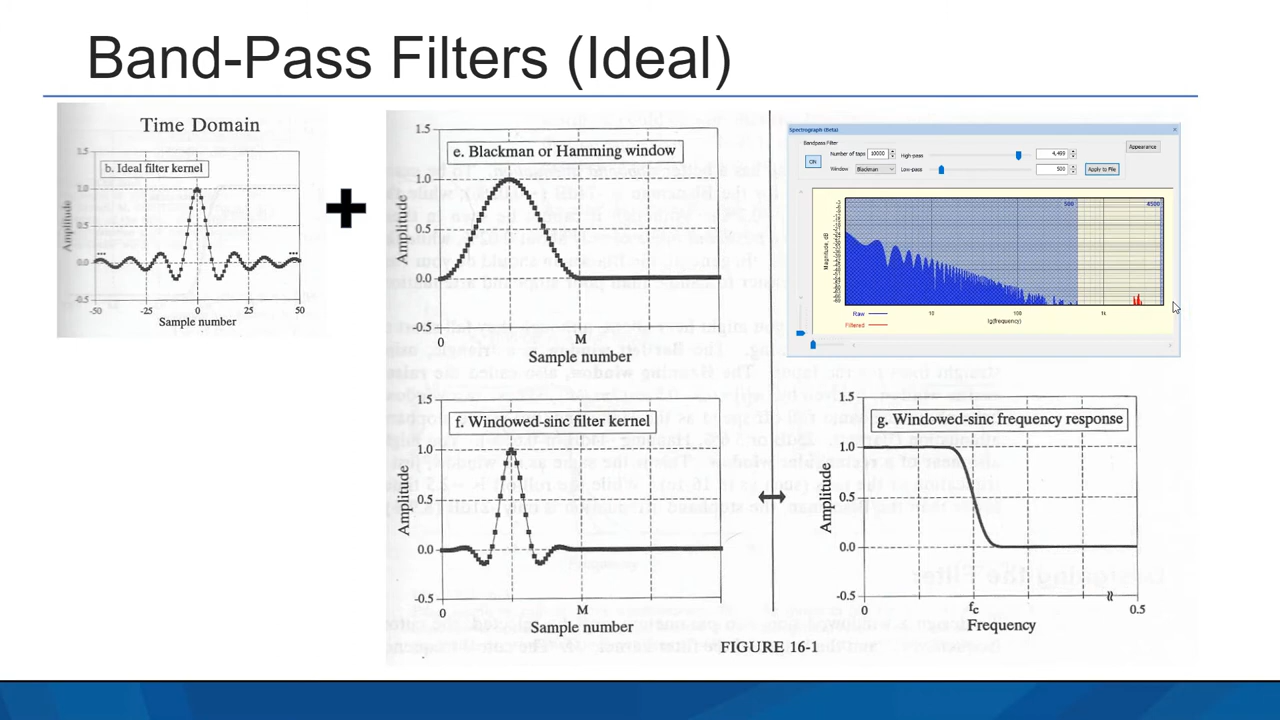 Band-Pass Filters (Ideal)
Time Domain
b. Ideal filter kernel
Amplitude
1.5
1.0
0.5
0.0
-0.5
-50 -25 0 25 50
Sample number
+
e. Blackman or Hamming window
Amplitude
1.5
1.0
0.5
0.0
-0.5
0 M
Sample number
Spectrograph (beta)
Bandpass Filter
ON
Number of taps 10000
Window Blackman
High-pass 4,499
Low-pass 500
Appearance
Apply to File
Magnitude, dB
500 4500
10 100 1k
lg(frequency)
Raw
Filtered
f. Windowed-sinc filter kernel
Amplitude
1.5
1.0
0.5
0.0
-0.5
0 M
Sample number
g. Windowed-sinc frequency response
Amplitude
1.5
1.0
0.5
0.0
-0.5
0 fc 0.5
Frequency
FIGURE 16-1